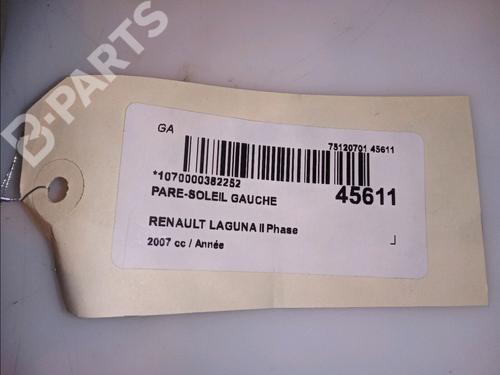 B-PARTS
GA
75120701 45611
*1070000382252
PARE-SOLEIL GAUCHE
45611
RENAULT LAGUNA II Phase
2007 cc / Année